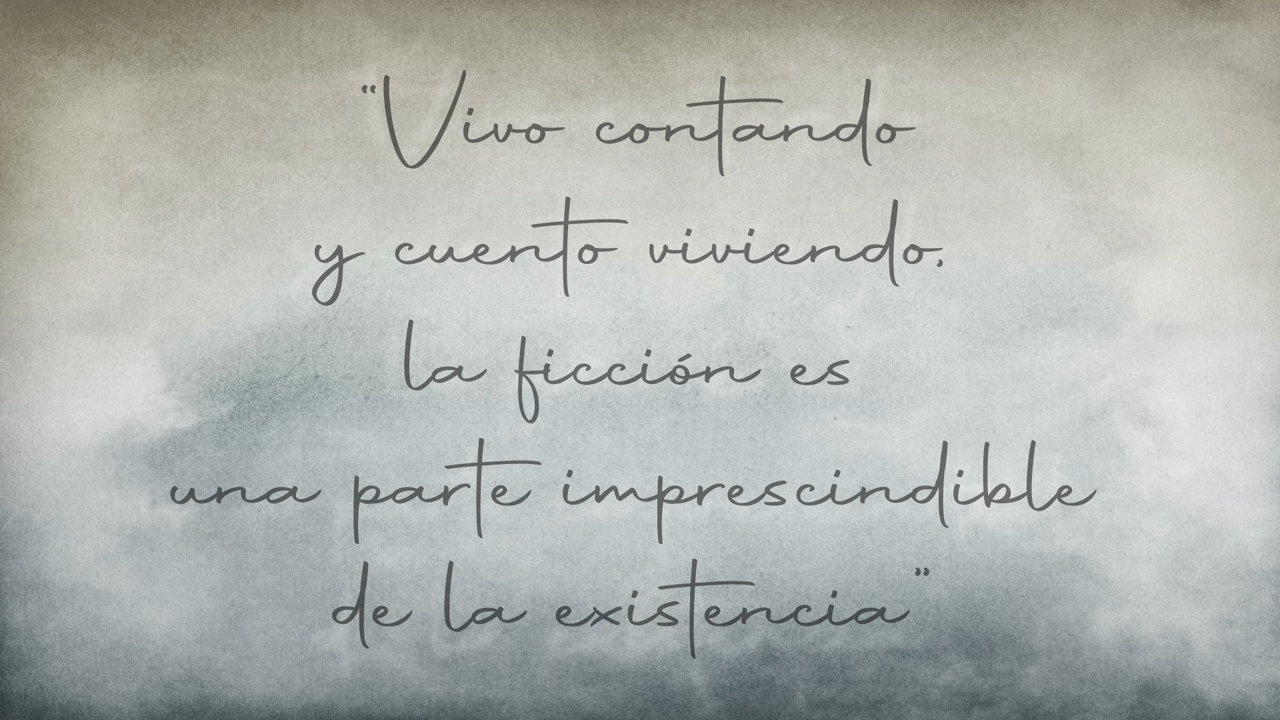 “Vivo contando
y cuento viviendo,
la ficción es
una parte imprescindible
de la existencia”